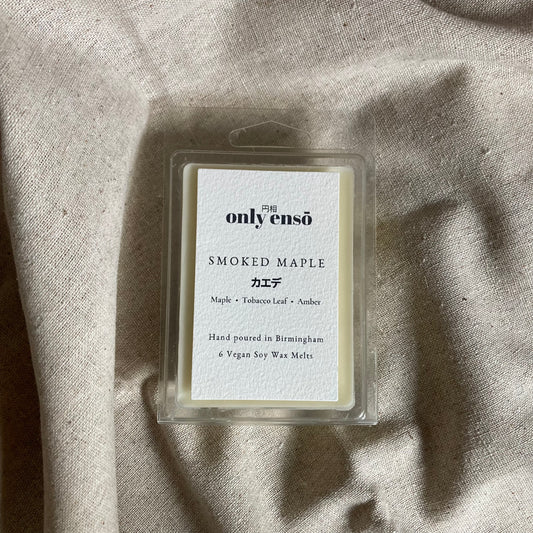 円相
only ensō
SMOKED MAPLE
カエデ
Maple • Tobacco Leaf • Amber
Hand poured in Birmingham
6 Vegan Soy Wax Melts